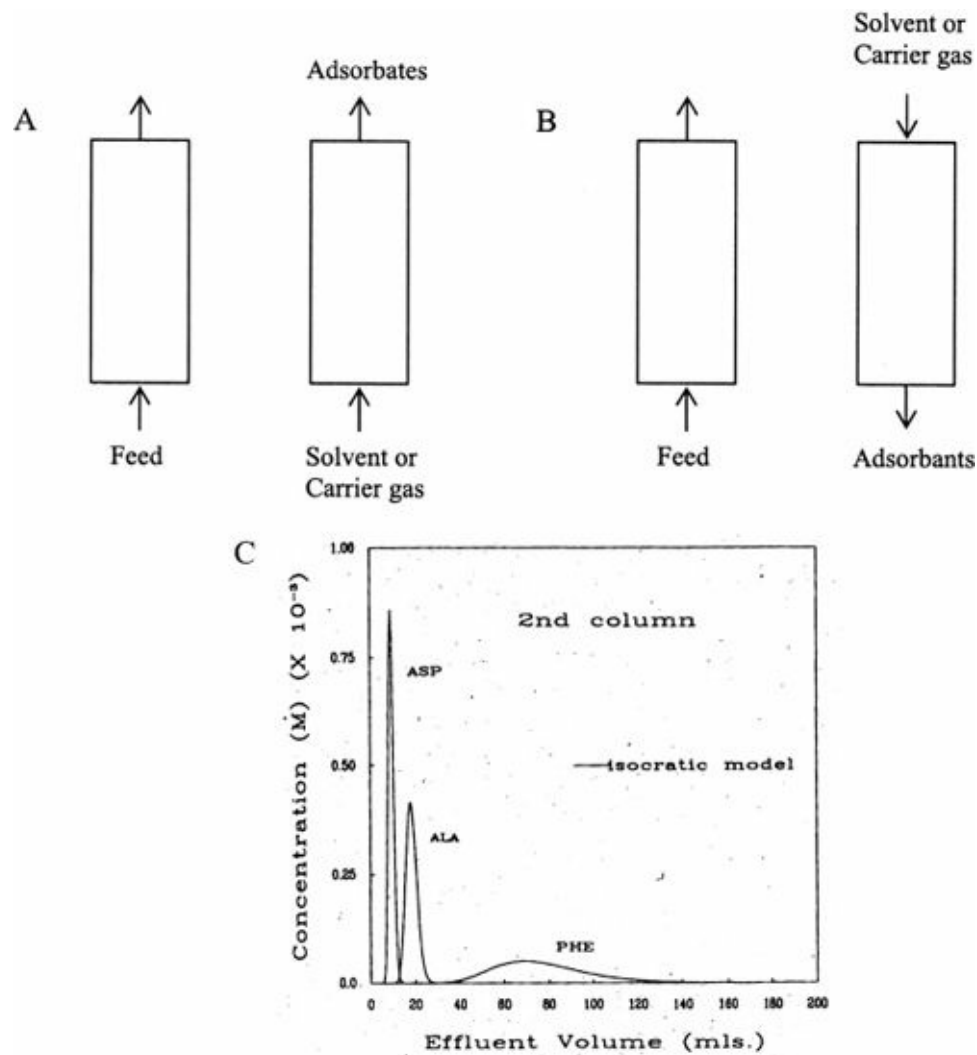 Solvent or
Carrier gas
Adsorbates
A
B
Feed
Solvent or
Carrier gas
Feed
Adsorbants
C
1.00
0.75
0.50
0.25
0.0
Concentration (M) (X 10⁻³)
2nd column
ASP
isocratic model
ALA
PHE
0 20 40 60 80 100 120 140 160 180 200
Effluent Volume (mls.)